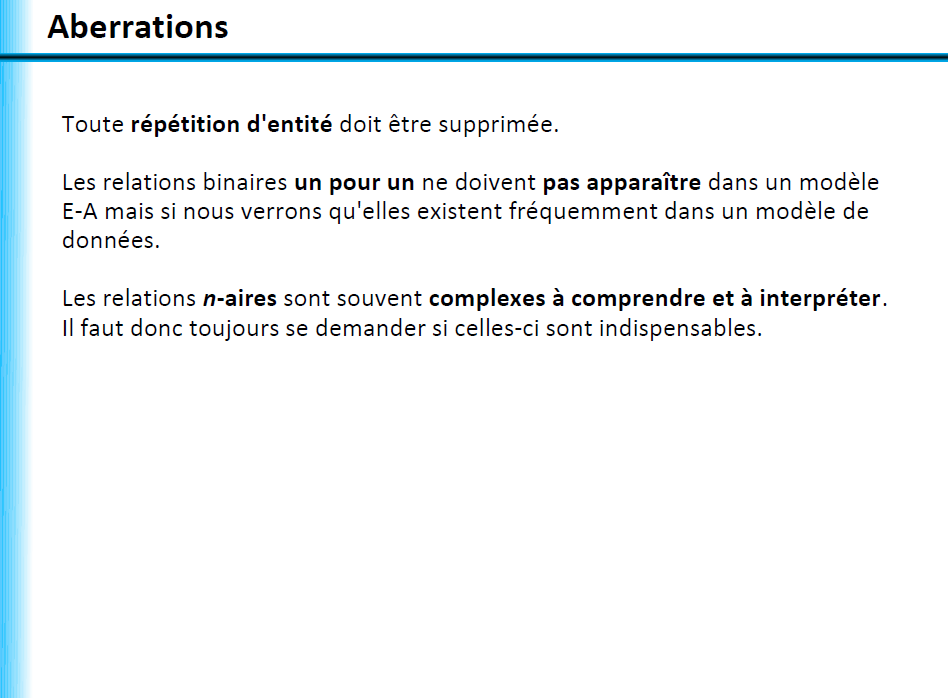 Aberrations
Toute répétition d'entité doit être supprimée.
Les relations binaires un pour un ne doivent pas apparaître dans un modèle
E-A mais si nous verrons qu'elles existent fréquemment dans un modèle de
données.
Les relations n-aires sont souvent complexes à comprendre et à interpréter.
Il faut donc toujours se demander si celles-ci sont indispensables.